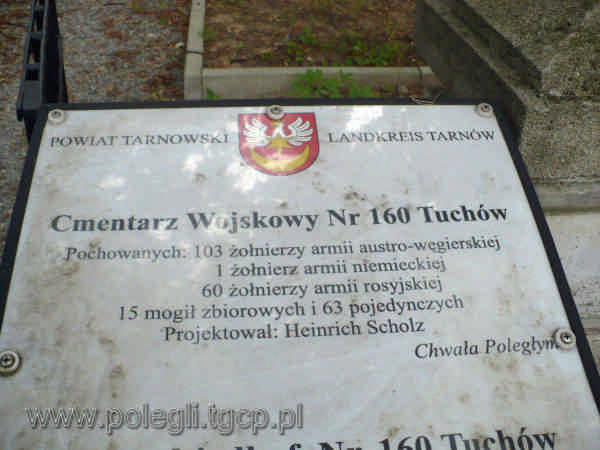 POWIAT TARNOWSKI LANDKREIS TARNÓW
Cmentarz Wojskowy Nr 160 Tuchów
Pochowanych: 103 żołnierzy armii austro-węgierskiej
1 żołnierz armii niemieckiej
60 żołnierzy armii rosyjskiej
15 mogił zbiorowych i 63 pojedynczych
Projektował: Heinrich Scholz
Chwała Poległym
www.polegli.tgcp.pl
Nr 160 Tuchów